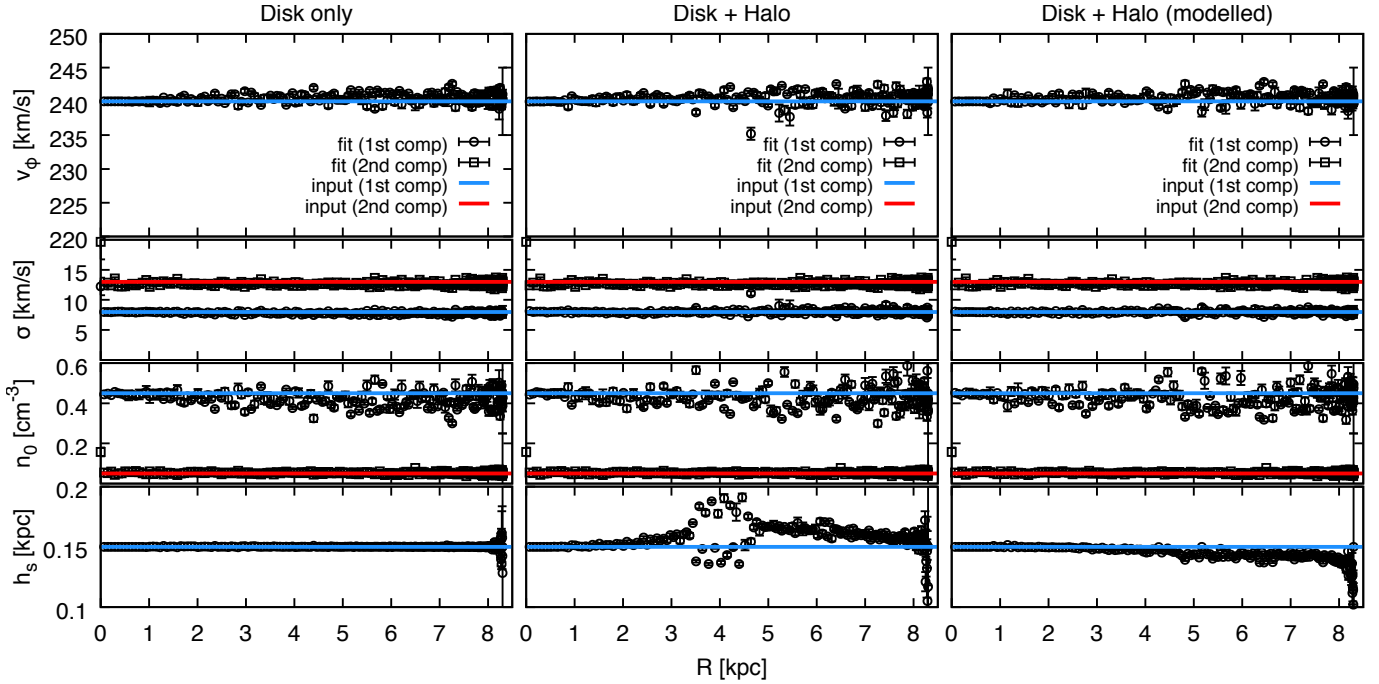 Disk only
Disk + Halo
Disk + Halo (modelled)
250
245
240
235
230
225
220
v_ϕ [km/s]
fit (1st comp)
fit (2nd comp)
input (1st comp)
input (2nd comp)
fit (1st comp)
fit (2nd comp)
input (1st comp)
input (2nd comp)
fit (1st comp)
fit (2nd comp)
input (1st comp)
input (2nd comp)
15
10
5
σ [km/s]
0.6
0.4
0.2
n₀ [cm⁻³]
0.2
0.15
0.1
hₛ [kpc]
0 1 2 3 4 5 6 7 8
0 1 2 3 4 5 6 7 8
0 1 2 3 4 5 6 7 8
R [kpc]